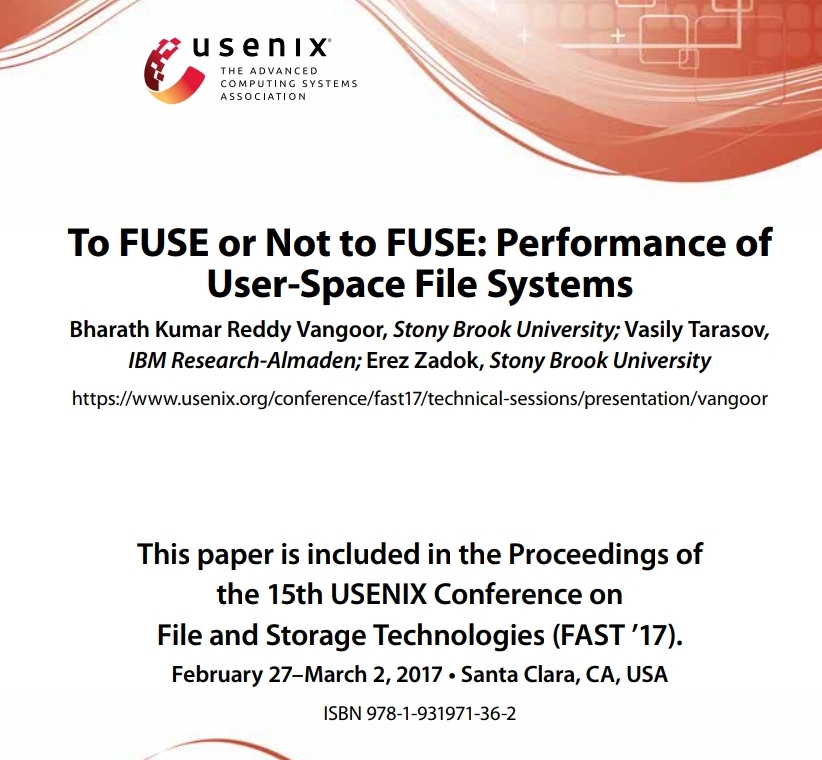 usenix®
THE ADVANCED
COMPUTING SYSTEMS
ASSOCIATION
To FUSE or Not to FUSE: Performance of
User-Space File Systems
Bharath Kumar Reddy Vangoor, Stony Brook University; Vasily Tarasov,
IBM Research-Almaden; Erez Zadok, Stony Brook University
https://www.usenix.org/conference/fast17/technical-sessions/presentation/vangoor
This paper is included in the Proceedings of
the 15th USENIX Conference on
File and Storage Technologies (FAST ’17).
February 27–March 2, 2017 • Santa Clara, CA, USA
ISBN 978-1-931971-36-2